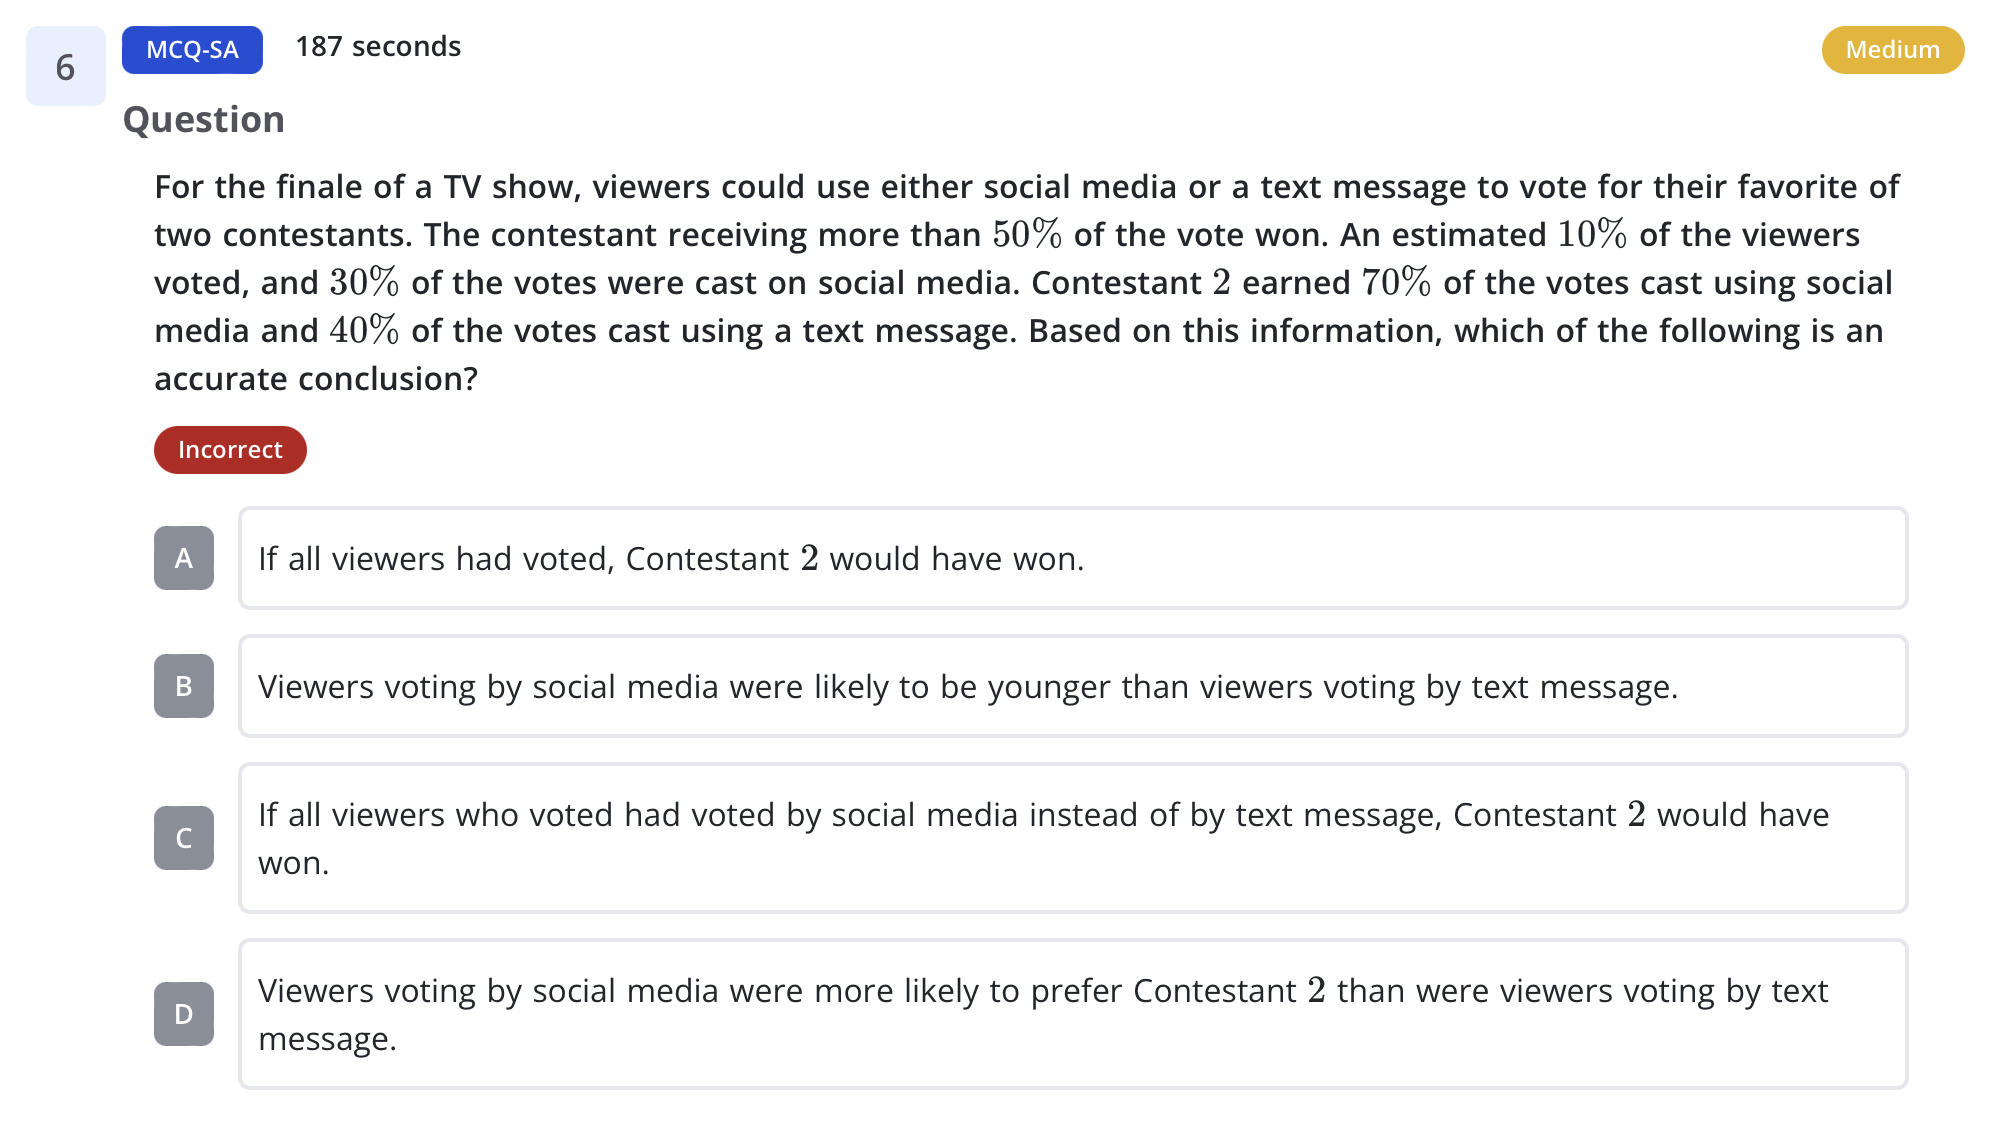 6
MCQ-SA
187 seconds
Medium
Question
For the finale of a TV show, viewers could use either social media or a text message to vote for their favorite of
two contestants. The contestant receiving more than 50% of the vote won. An estimated 10% of the viewers
voted, and 30% of the votes were cast on social media. Contestant 2 earned 70% of the votes cast using social
media and 40% of the votes cast using a text message. Based on this information, which of the following is an
accurate conclusion?
Incorrect
A
If all viewers had voted, Contestant 2 would have won.
B
Viewers voting by social media were likely to be younger than viewers voting by text message.
C
If all viewers who voted had voted by social media instead of by text message, Contestant 2 would have
won.
D
Viewers voting by social media were more likely to prefer Contestant 2 than were viewers voting by text
message.